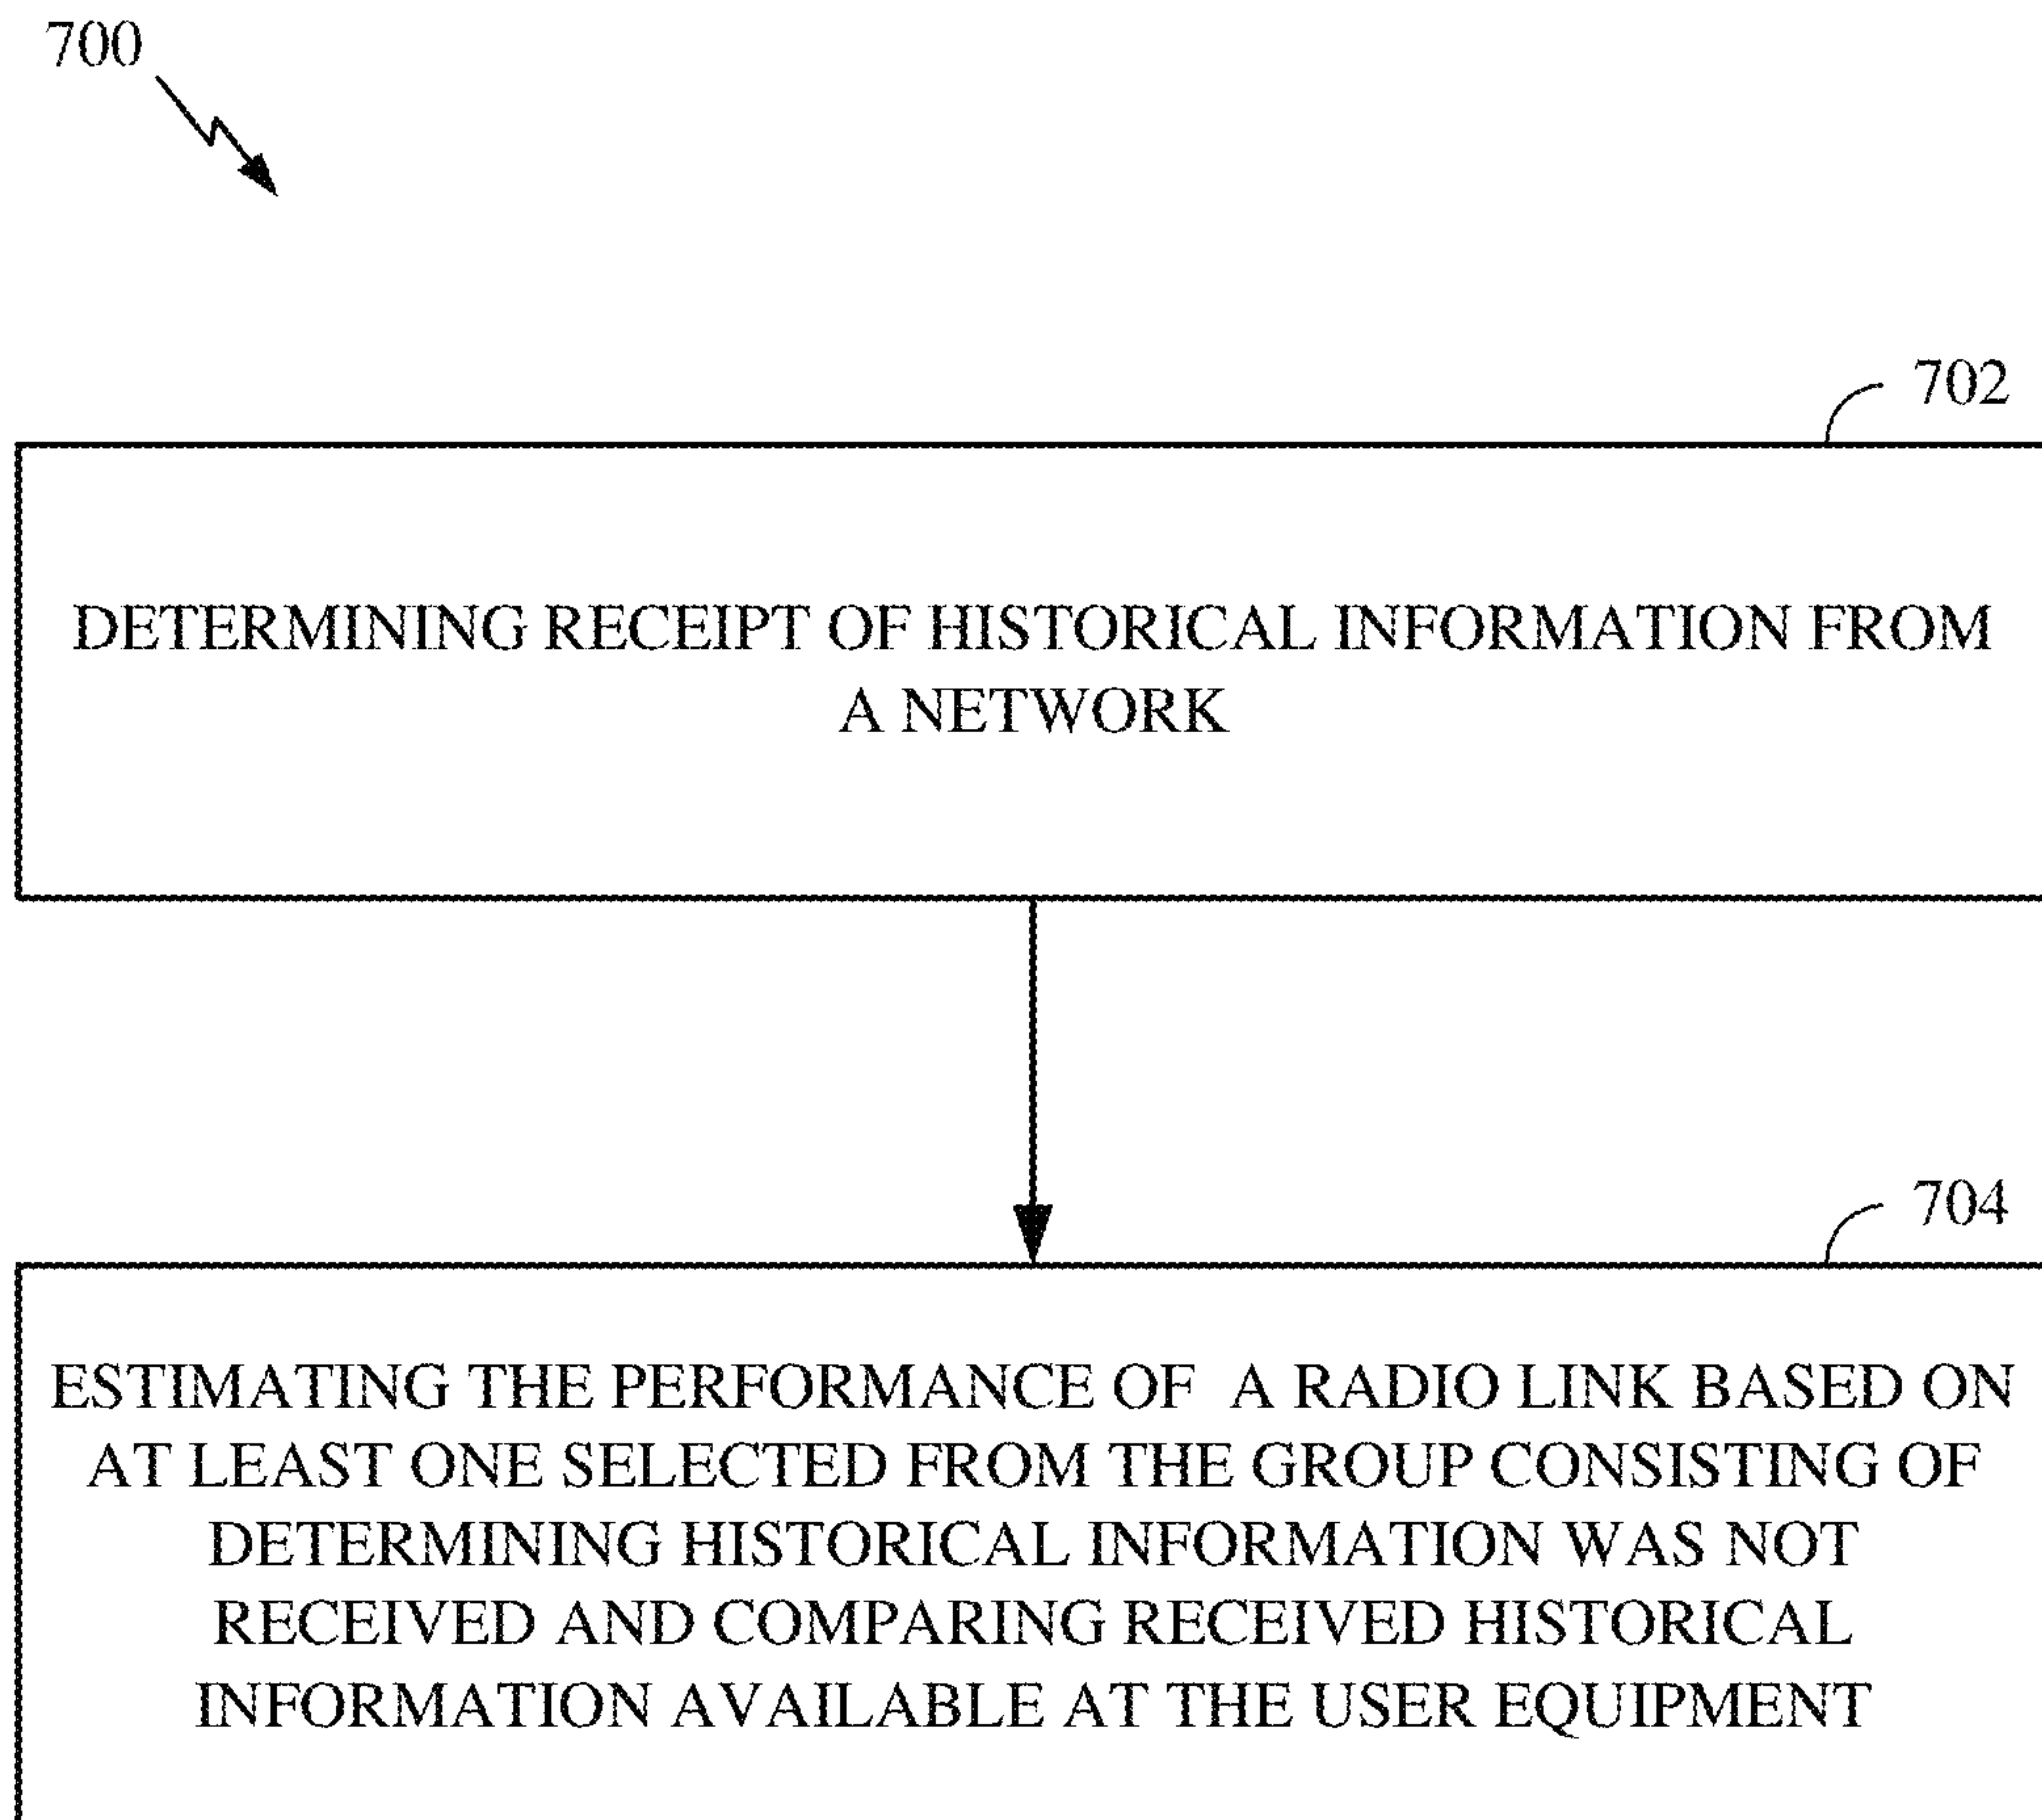 700
702
DETERMINING RECEIPT OF HISTORICAL INFORMATION FROM
A NETWORK
704
ESTIMATING THE PERFORMANCE OF A RADIO LINK BASED ON
AT LEAST ONE SELECTED FROM THE GROUP CONSISTING OF
DETERMINING HISTORICAL INFORMATION WAS NOT
RECEIVED AND COMPARING RECEIVED HISTORICAL
INFORMATION AVAILABLE AT THE USER EQUIPMENT